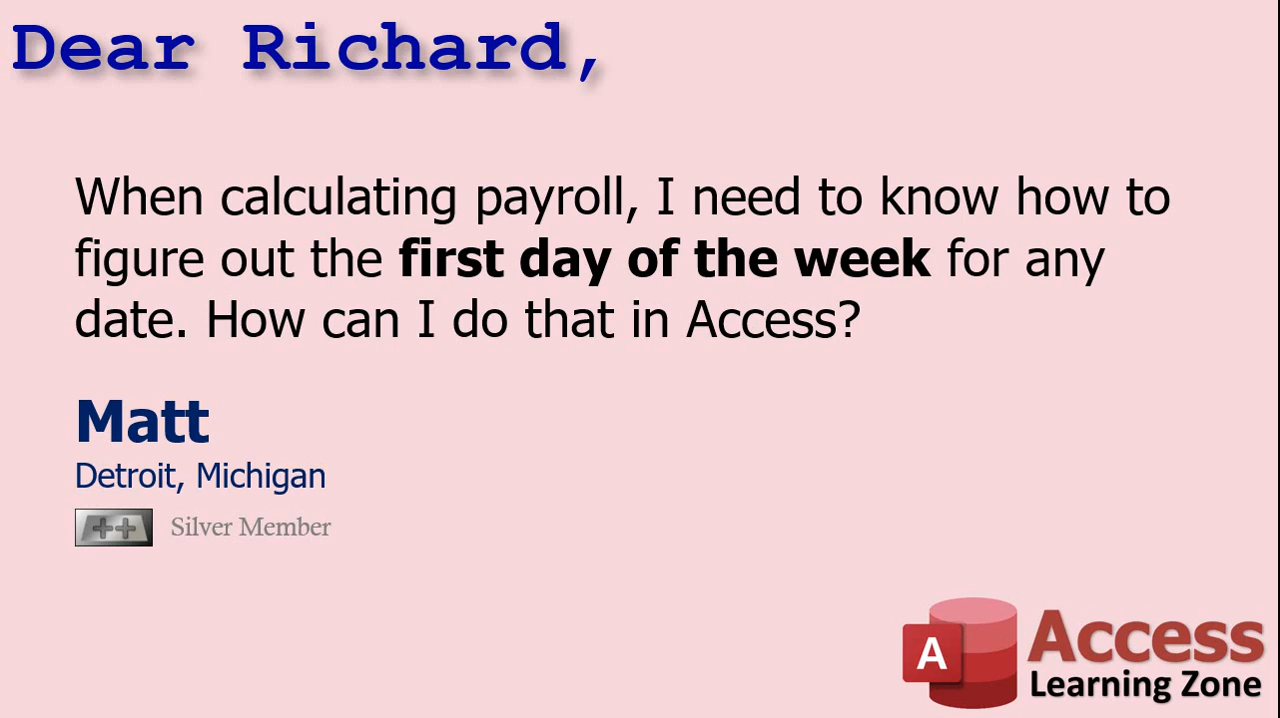 Dear Richard,
When calculating payroll, I need to know how to
figure out the first day of the week for any
date. How can I do that in Access?
Matt
Detroit, Michigan
++ Silver Member
A Access
Learning Zone